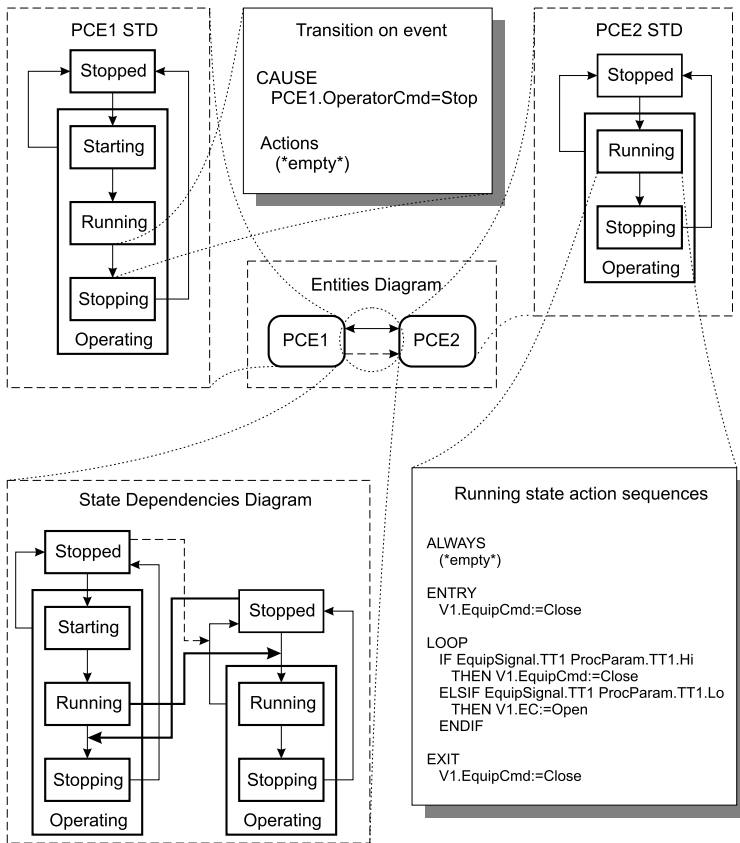 PCE1 STD
Stopped
Starting
Running
Stopping
Operating
Transition on event
CAUSE
PCE1.OperatorCmd=Stop
Actions
(*empty*)
PCE2 STD
Stopped
Running
Stopping
Operating
Entities Diagram
PCE1
PCE2
State Dependencies Diagram
Stopped
Starting
Running
Stopping
Operating
Stopped
Running
Stopping
Operating
Running state action sequences
ALWAYS
(*empty*)
ENTRY
V1.EquipCmd:=Close
LOOP
IF EquipSignal.TT1 ProcParam.TT1.Hi
THEN V1.EquipCmd:=Close
ELSIF EquipSignal.TT1 ProcParam.TT1.Lo
THEN V1.EC:=Open
ENDIF
EXIT
V1.EquipCmd:=Close